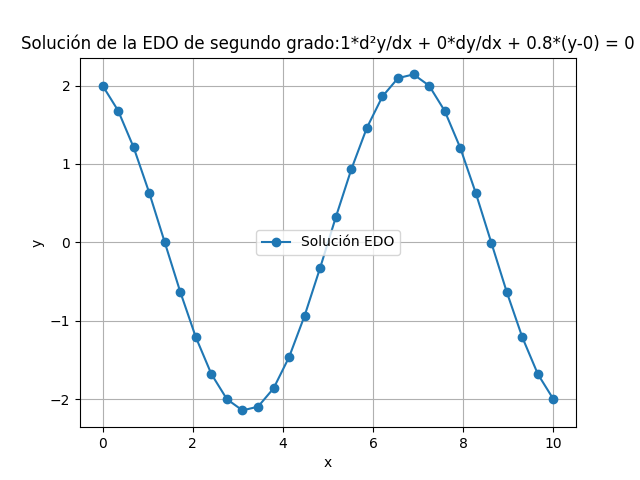 Solución de la EDO de segundo grado:1*d²y/dx + 0*dy/dx + 0.8*(y-0) = 0
2
1
0
−1
−2
y
Solución EDO
0 2 4 6 8 10
x